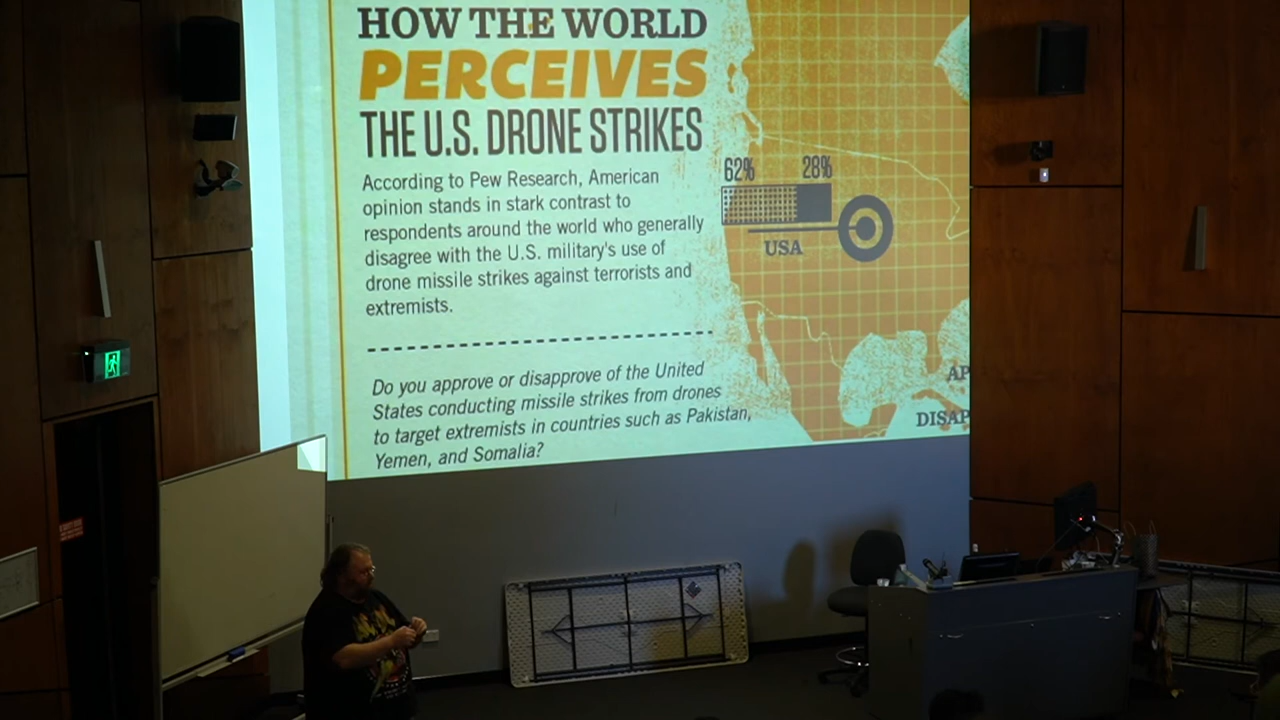 HOW THE WORLD
PERCEIVES
THE U.S. DRONE STRIKES
According to Pew Research, American
opinion stands in stark contrast to
respondents around the world who generally
disagree with the U.S. military's use of
drone missile strikes against terrorists and
extremists.
Do you approve or disapprove of the United
States conducting missile strikes from drones
to target extremists in countries such as Pakistan,
Yemen, and Somalia?
62% 28%
USA
AP
DISAP